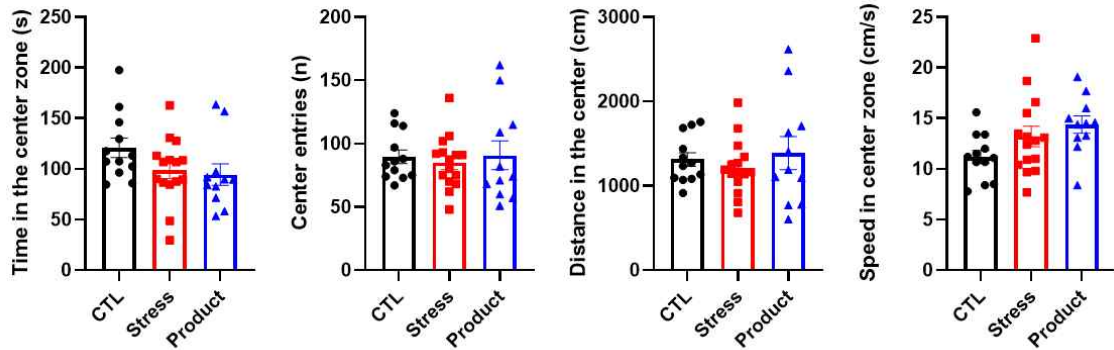 Time in the center zone (s)
250
200
150
100
50
0
CTL
Stress
Product
Center entries (n)
200
150
100
50
0
CTL
Stress
Product
Distance in the center (cm)
3000
2000
1000
0
CTL
Stress
Product
Speed in center zone (cm/s)
25
20
15
10
5
0
CTL
Stress
Product